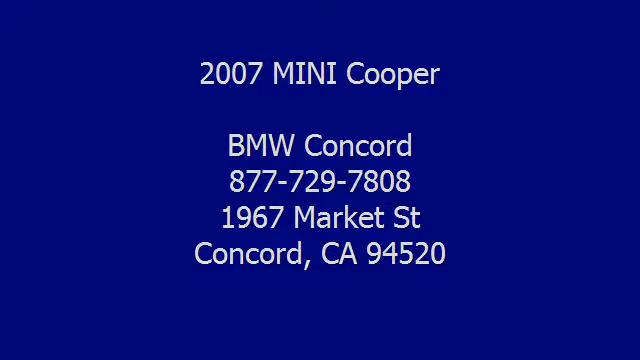 2007 MINI Cooper
BMW Concord
877-729-7808
1967 Market St
Concord, CA 94520